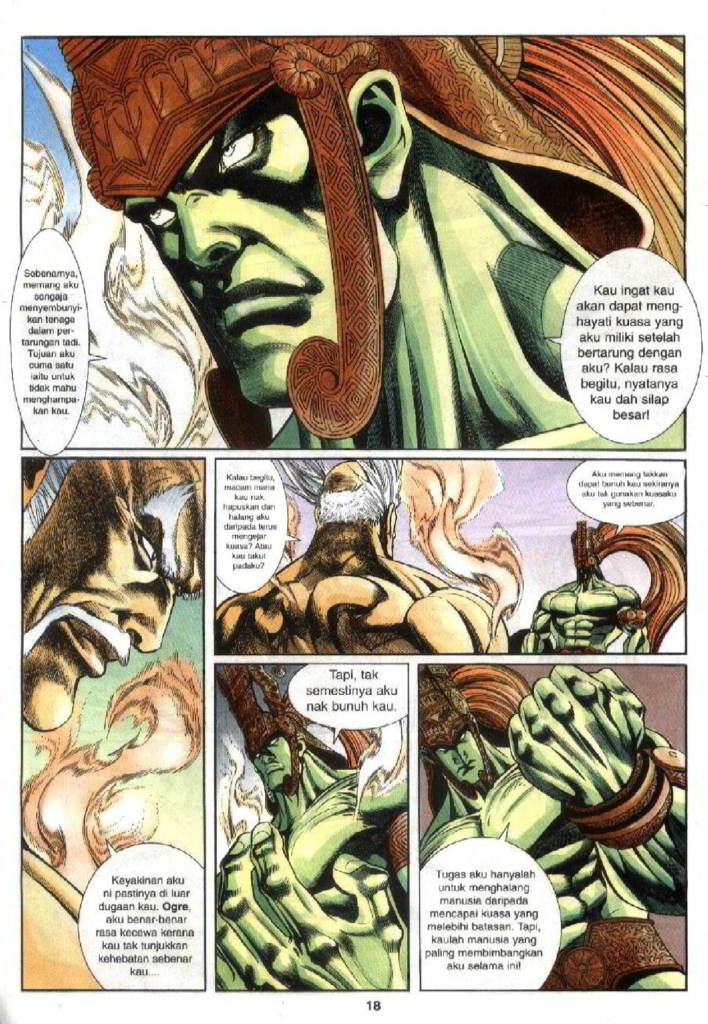 Sebenarnya,
memang aku
sengaja
menyembunyi-
kan tenaga
dalam per-
tarungan tadi.
Tujuan aku
cuma satu
iaitu untuk
tidak mahu
menghampa-
kan kau.
Kau ingat kau
akan dapat meng-
hayati kuasa yang
aku miliki setelah
bertarung dengan
aku? Kalau rasa
begitu, nyatanya
kau dah silap
besar!
Keyakinan aku
ni pastinya di luar
dugaan kau. Ogre,
aku benar-benar
rasa kecewa kerana
kau tak tunjukkan
kehebatan sebenar
kau....
Kalau begitu,
macam mana
kau nak
hapuskan dan
halang aku
daripada terus
mengejar
kuasa? Atau
kau takut
padaku?
Aku memang takkan
dapat bunuh kau sekiranya
aku tak gunakan kuasaku
yang sebenar.
Tapi, tak
semestinya aku
nak bunuh kau.
Tugas aku hanyalah
untuk menghalang
manusia daripada
mencapai kuasa yang
melebihi batasan. Tapi,
kaulah manusia yang
paling membimbangkan
aku selama ini!
18